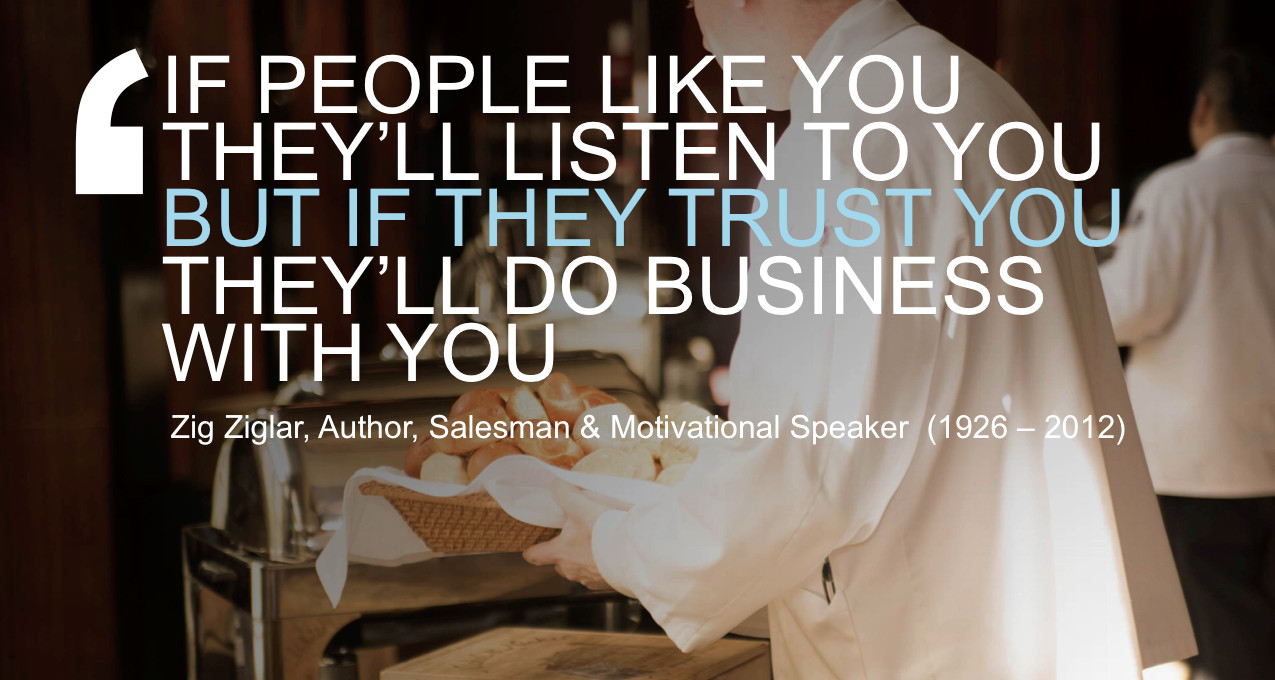 ‘
IF PEOPLE LIKE YOU
THEY’LL LISTEN TO YOU
BUT IF THEY TRUST YOU
THEY’LL DO BUSINESS
WITH YOU
Zig Ziglar, Author, Salesman & Motivational Speaker (1926 – 2012)